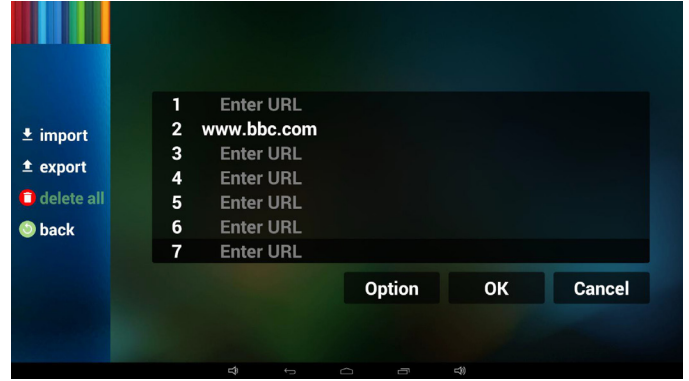 import
export
delete all
back
1 Enter URL
2 www.bbc.com
3 Enter URL
4 Enter URL
5 Enter URL
6 Enter URL
7 Enter URL
Option OK Cancel